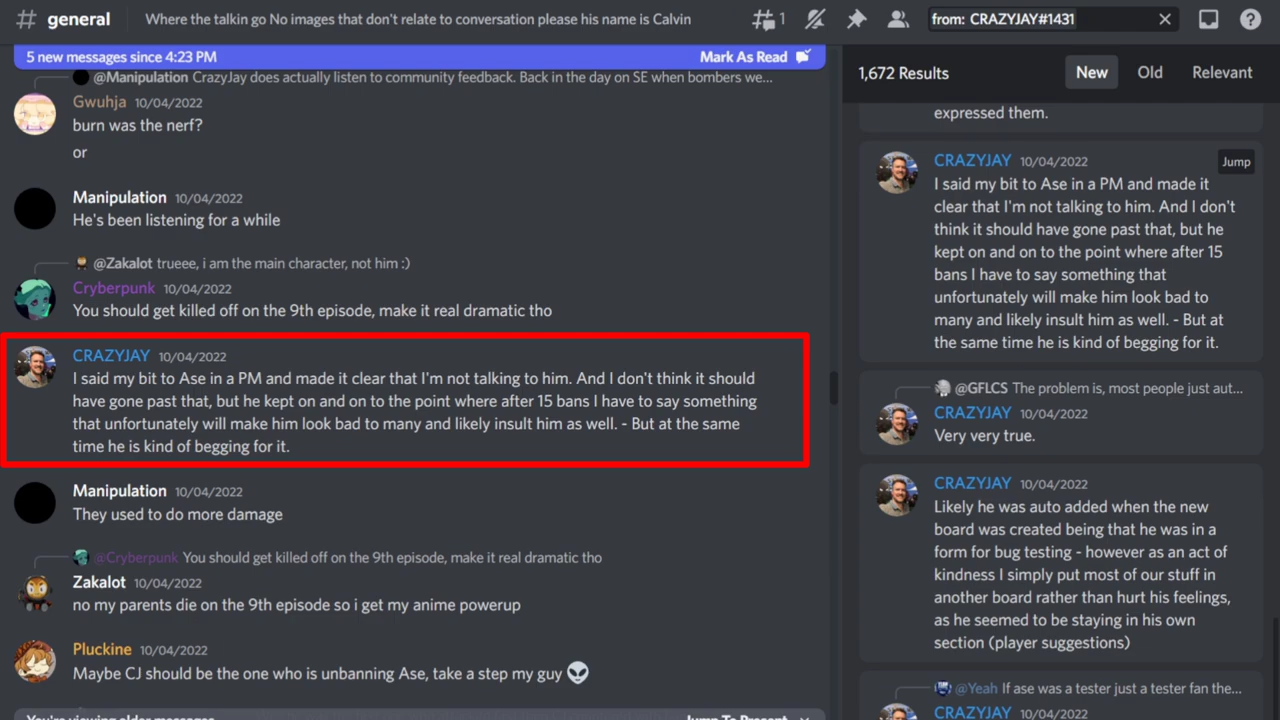 # general
Where the talkin go No images that don't relate to conversation please his name is Calvin
1
from: CRAZYJAY#1431
5 new messages since 4:23 PM
Mark As Read
@Manipulation CrazyJay does actually listen to community feedback. Back in the day on SE when bombers we...
Gwuhja 10/04/2022
burn was the nerf?
or
Manipulation 10/04/2022
He's been listening for a while
@Zakalot trueee, i am the main character, not him :)
Cryberpunk 10/04/2022
You should get killed off on the 9th episode, make it real dramatic tho
CRAZYJAY 10/04/2022
I said my bit to Ase in a PM and made it clear that I'm not talking to him. And I don't think it should
have gone past that, but he kept on and on to the point where after 15 bans I have to say something
that unfortunately will make him look bad to many and likely insult him as well. - But at the same
time he is kind of begging for it.
Manipulation 10/04/2022
They used to do more damage
@Cryberpunk You should get killed off on the 9th episode, make it real dramatic tho
Zakalot 10/04/2022
no my parents die on the 9th episode so i get my anime powerup
Pluckine 10/04/2022
Maybe CJ should be the one who is unbanning Ase, take a step my guy
You're viewing older messages
Jump To Present
1,672 Results
New
Old
Relevant
expressed them.
CRAZYJAY 10/04/2022
Jump
I said my bit to Ase in a PM and made it
clear that I'm not talking to him. And I don't
think it should have gone past that, but he
kept on and on to the point where after 15
bans I have to say something that
unfortunately will make him look bad to
many and likely insult him as well. - But at
the same time he is kind of begging for it.
@GFLCS The problem is, most people just aut...
CRAZYJAY 10/04/2022
Very very true.
CRAZYJAY 10/04/2022
Likely he was auto added when the new
board was created being that he was in a
form for bug testing - however as an act of
kindness I simply put most of our stuff in
another board rather than hurt his feelings,
as he seemed to be staying in his own
section (player suggestions)
@Yeah If ase was a tester just a tester fan the...
CRAZYJAY 10/04/2022